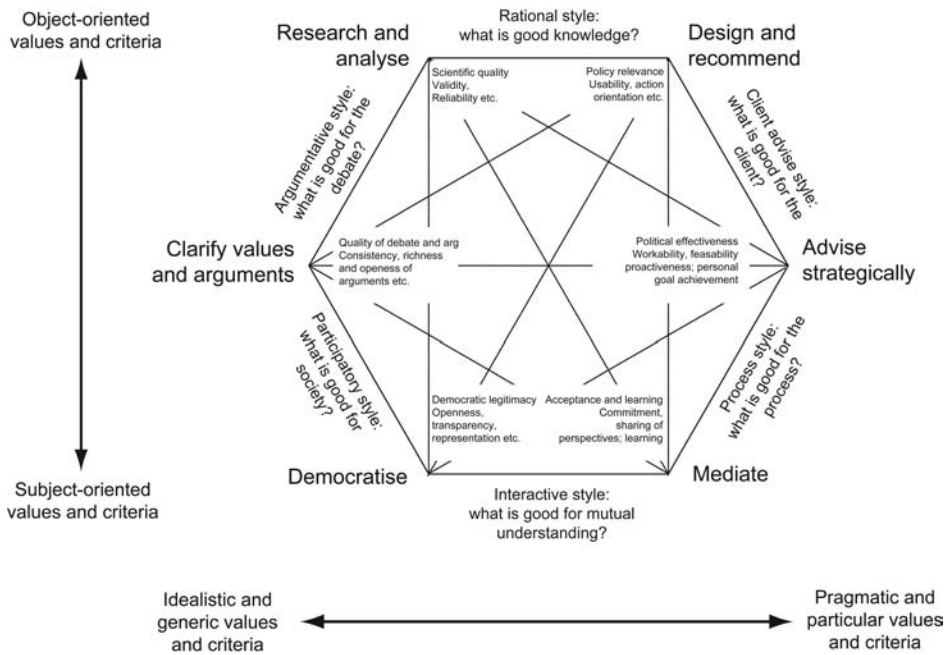 Object-oriented
values and criteria
Rational style:
what is good knowledge?
Research and
analyse
Design and
recommend
Scientific quality
Validity,
Reliability etc.
Policy relevance
Usability, action
orientation etc.
Argumentative style:
what is good for the
debate?
Client advise style:
what is good for the
client?
Clarify values
and arguments
Quality of debate and arg
Consistency, richness
and openess of
arguments etc.
Political effectiveness
Workability, feasability
proactiveness; personal
goal achievement
Advise
strategically
Participatory style:
what is good for
society?
Process style:
what is good for the
process?
Democratic legitimacy
Openness,
transparency,
representation etc.
Acceptance and learning
Commitment,
sharing of
perspectives; learning
Democratise
Mediate
Subject-oriented
values and criteria
Interactive style:
what is good for mutual
understanding?
Idealistic and
generic values
and criteria
Pragmatic and
particular values
and criteria